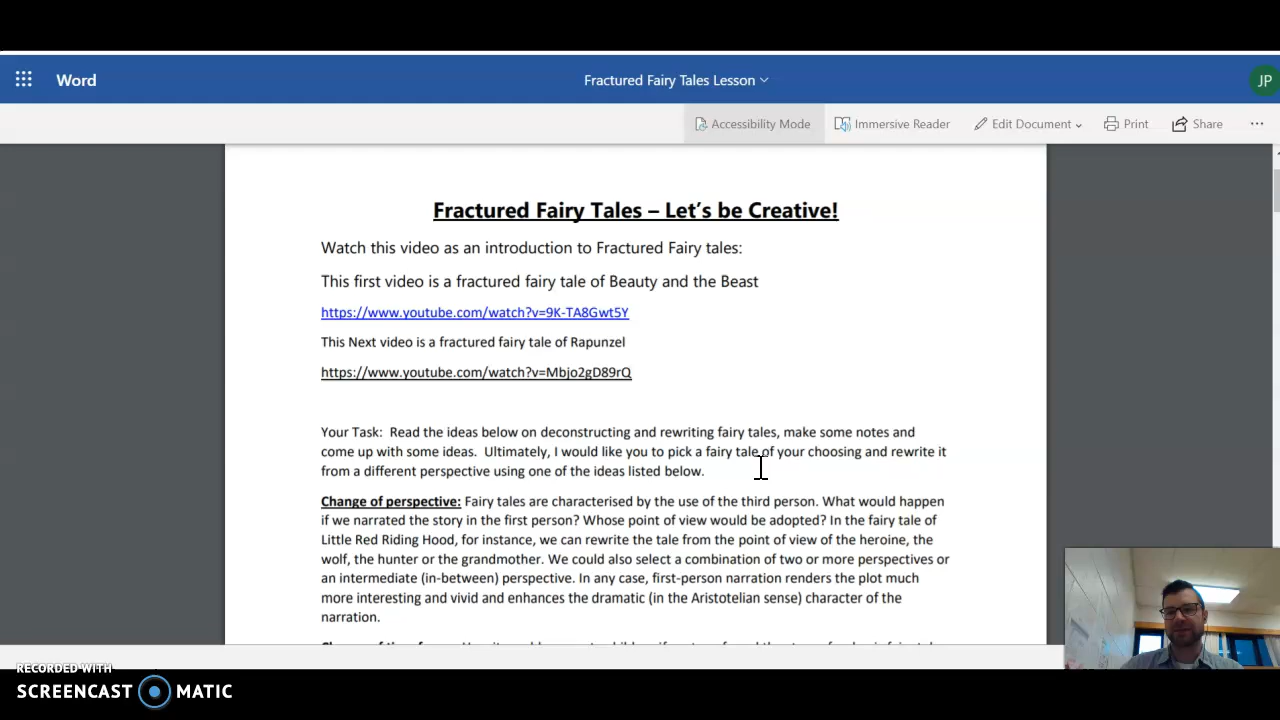 Word
Fractured Fairy Tales Lesson
JP
Accessibility Mode
Immersive Reader
Edit Document
Print
Share
Fractured Fairy Tales – Let's be Creative!
Watch this video as an introduction to Fractured Fairy tales:
This first video is a fractured fairy tale of Beauty and the Beast
https://www.youtube.com/watch?v=9K-TA8Gwt5Y
This Next video is a fractured fairy tale of Rapunzel
https://www.youtube.com/watch?v=Mbjo2gD89rQ
Your Task:  Read the ideas below on deconstructing and rewriting fairy tales, make some notes and
come up with some ideas.  Ultimately, I would like you to pick a fairy tale of your choosing and rewrite it
from a different perspective using one of the ideas listed below.
Change of perspective: Fairy tales are characterised by the use of the third person. What would happen
if we narrated the story in the first person? Whose point of view would be adopted? In the fairy tale of
Little Red Riding Hood, for instance, we can rewrite the tale from the point of view of the heroine, the
wolf, the hunter or the grandmother. We could also select a combination of two or more perspectives or
an intermediate (in-between) perspective. In any case, first-person narration renders the plot much
more interesting and vivid and enhances the dramatic (in the Aristotelian sense) character of the
narration.
RECORDED WITH
SCREENCAST MATIC